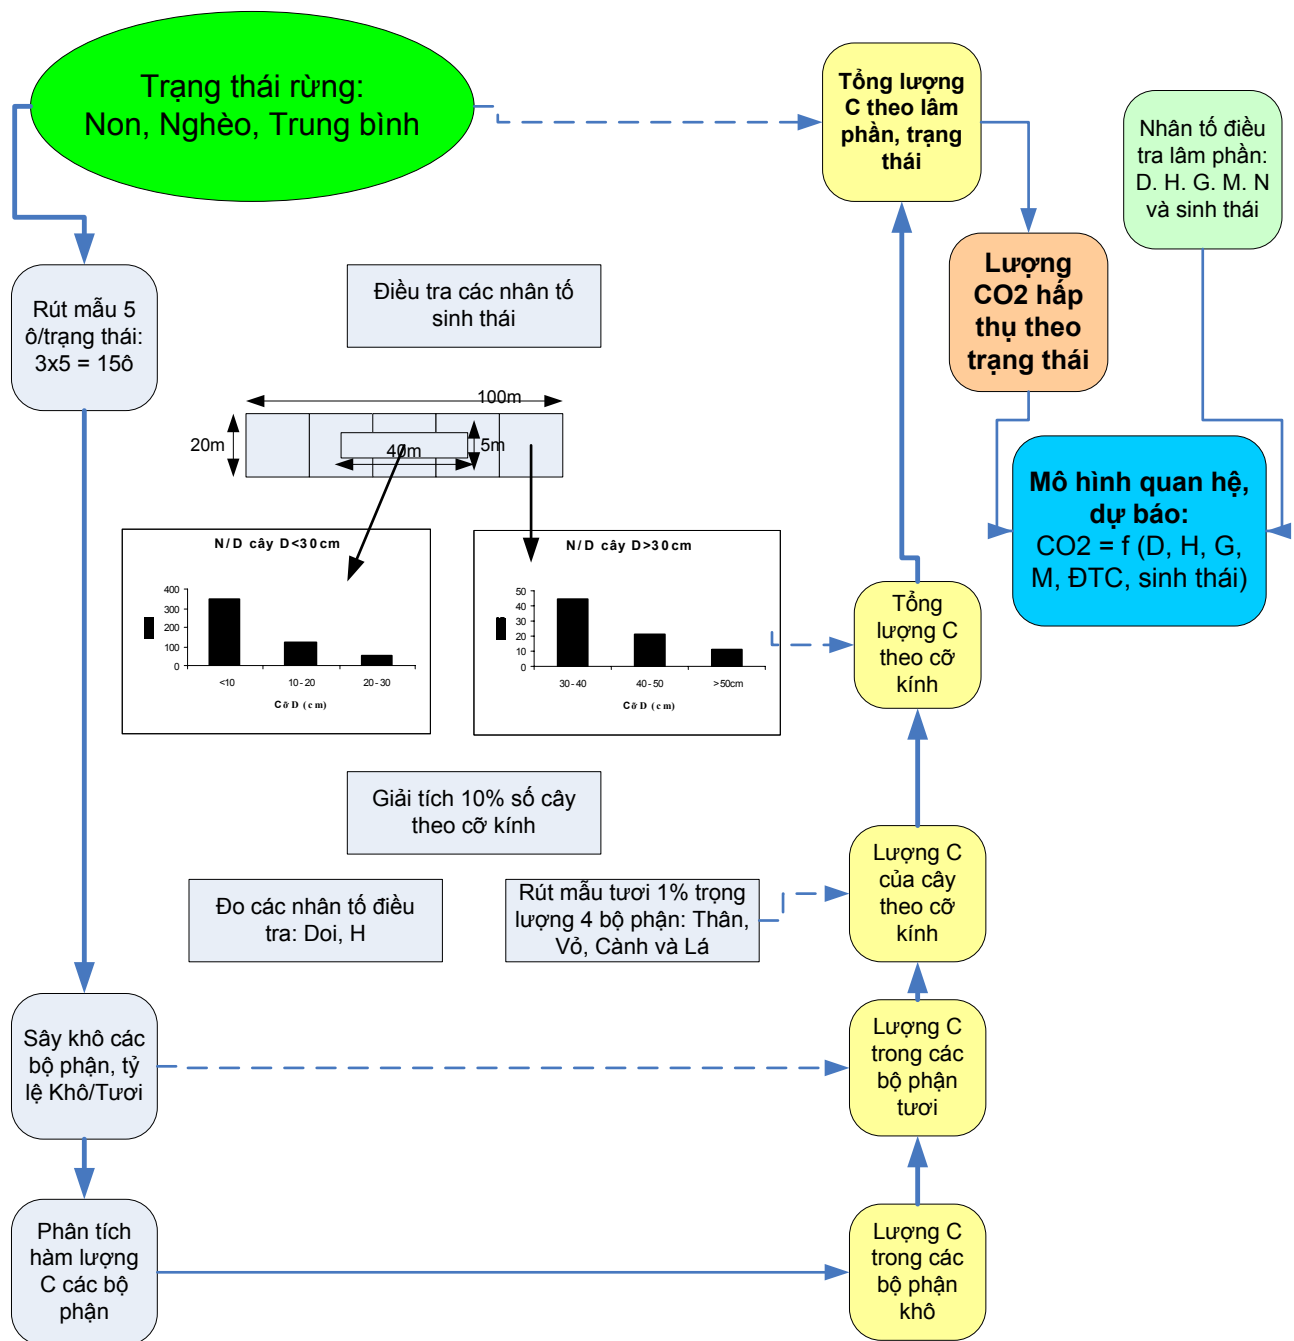 Trạng thái rừng:
Non, Nghèo, Trung bình
Tổng lượng
C theo lâm
phần, trạng
thái
Nhân tố điều
tra lâm phần:
D. H. G. M. N
và sinh thái
Lượng
CO2 hấp
thụ theo
trạng thái
Rút mẫu 5
ô/trạng thái:
3x5 = 15ô
Điều tra các nhân tố
sinh thái
100m
20m
40m
5m
Mô hình quan hệ,
dự báo:
CO2 = f (D, H, G,
M, ĐTC, sinh thái)
N/D cây D<30cm
400
300
200
100
0
<10
10-20
20-30
Cỡ D (cm)
N/D cây D>30cm
50
40
30
20
10
0
30-40
40-50
>50cm
Cỡ D (cm)
Tổng
lượng C
theo cỡ
kính
Giải tích 10% số cây
theo cỡ kính
Đo các nhân tố điều
tra: Doi, H
Rút mẫu tươi 1% trọng
lượng 4 bộ phận: Thân,
Vỏ, Cành và Lá
Lượng C
của cây
theo cỡ
kính
Sây khô các
bộ phận, tỷ
lệ Khô/Tươi
Lượng C
trong các
bộ phận
tươi
Phân tích
hàm lượng
C các bộ
phận
Lượng C
trong các
bộ phận
khô